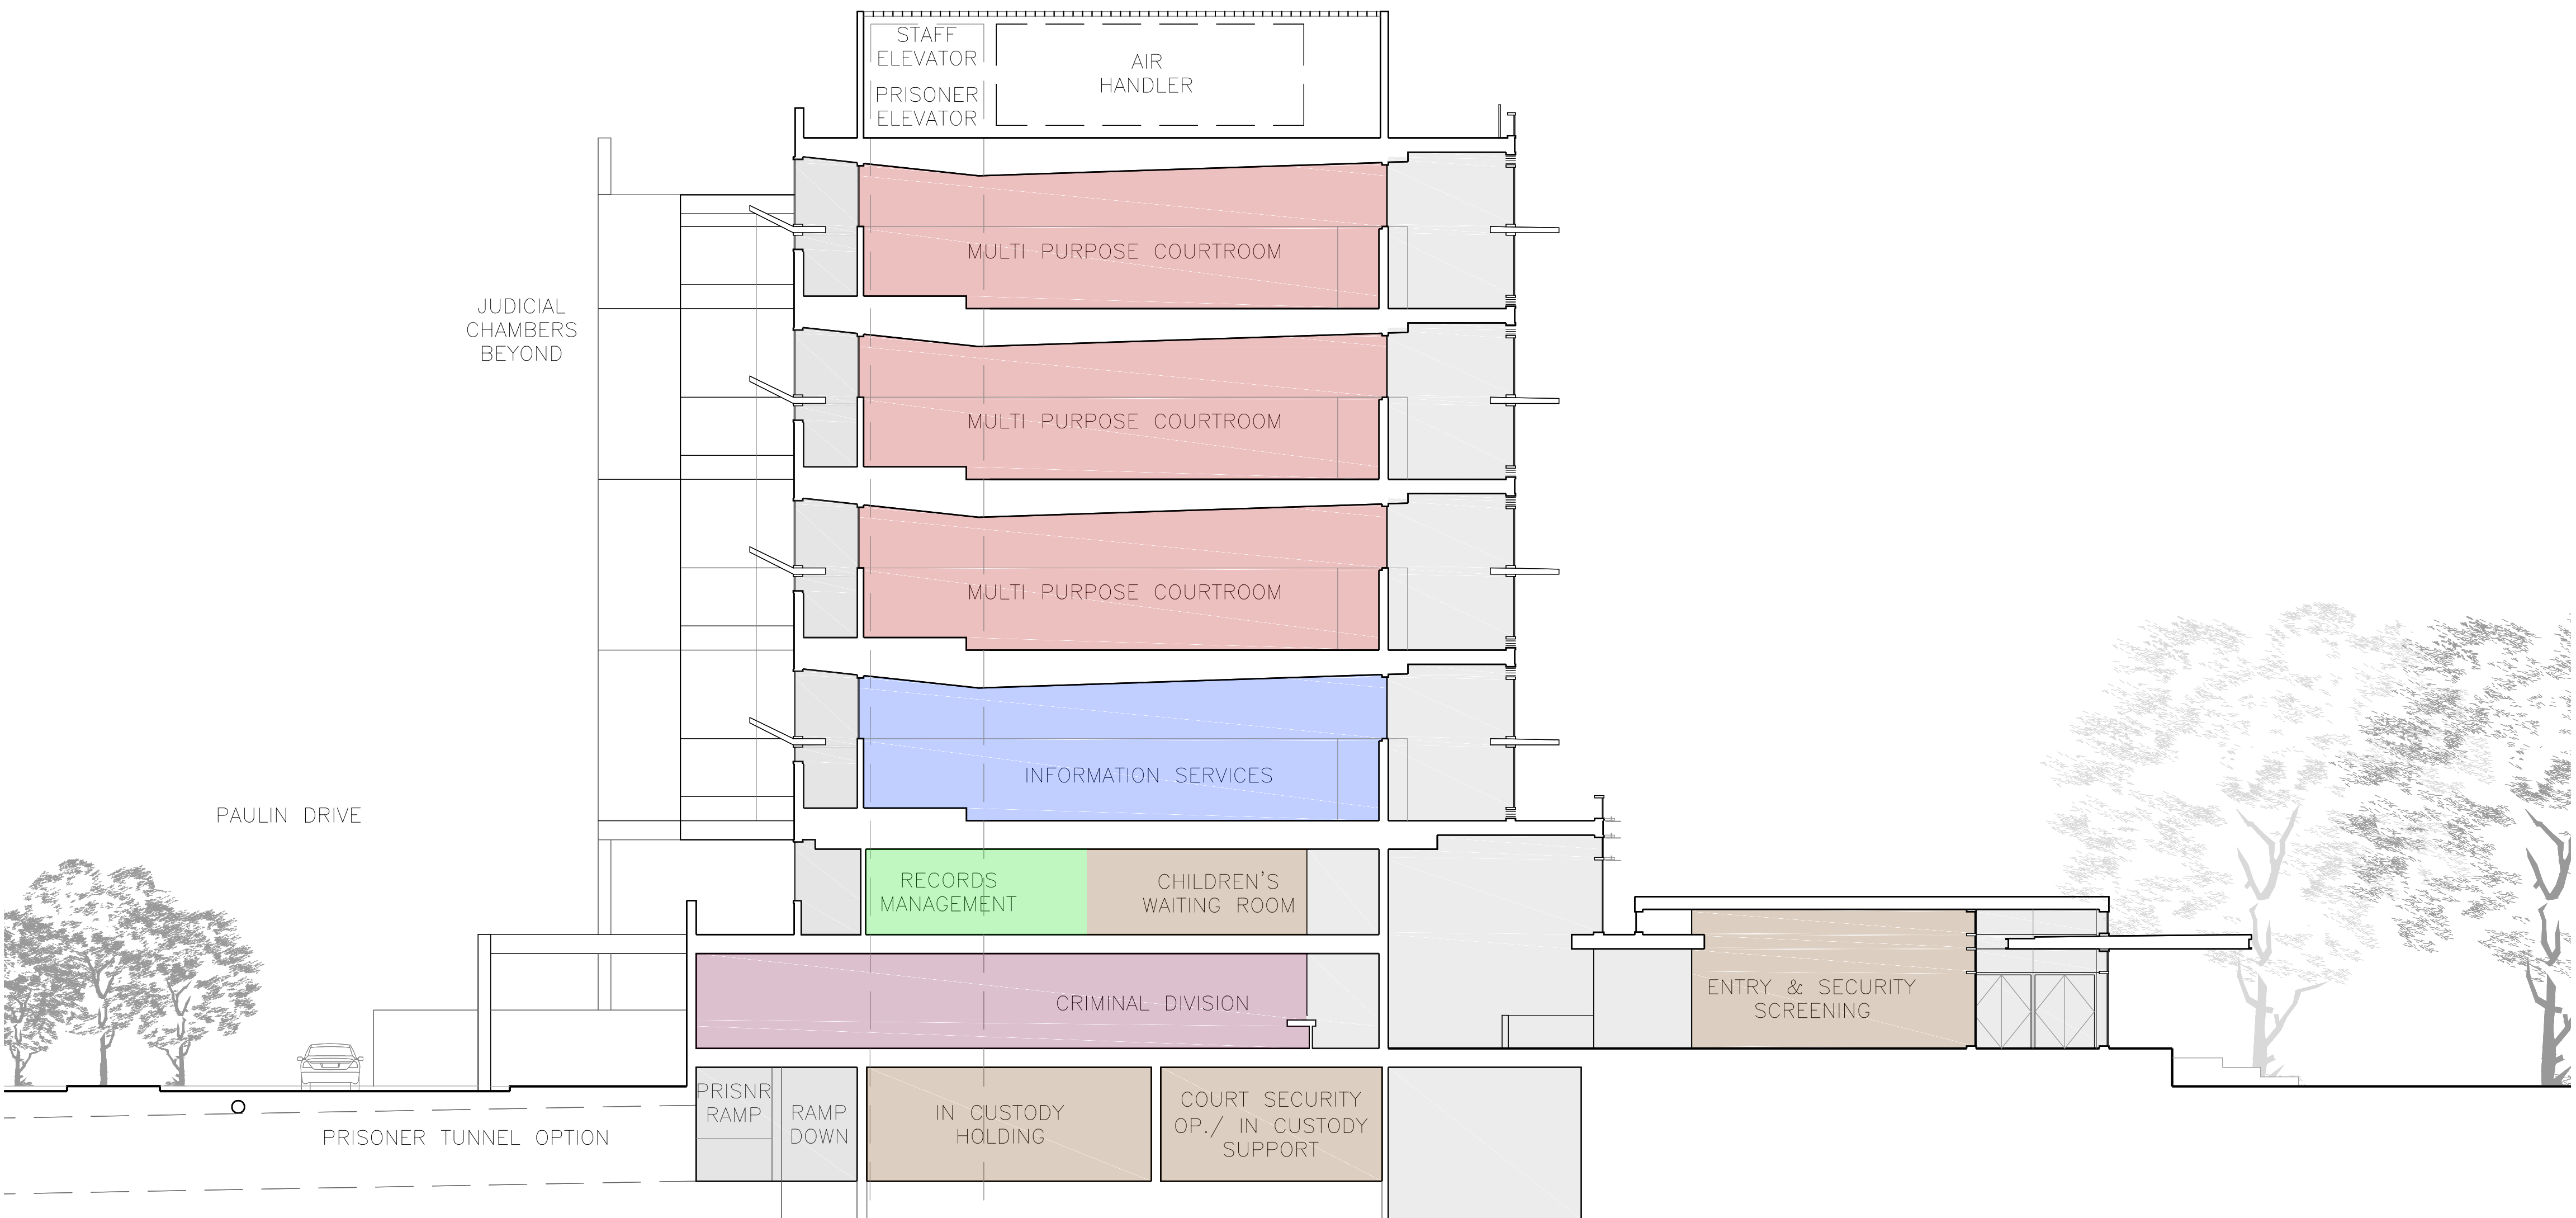 STAFF
ELEVATOR
PRISONER
ELEVATOR
AIR
HANDLER
MULTI PURPOSE COURTROOM
JUDICIAL
CHAMBERS
BEYOND
MULTI PURPOSE COURTROOM
MULTI PURPOSE COURTROOM
INFORMATION SERVICES
PAULIN DRIVE
RECORDS
MANAGEMENT
CHILDREN'S
WAITING ROOM
CRIMINAL DIVISION
ENTRY & SECURITY
SCREENING
PRISNR
RAMP
RAMP
DOWN
IN CUSTODY
HOLDING
COURT SECURITY
OP./ IN CUSTODY
SUPPORT
PRISONER TUNNEL OPTION